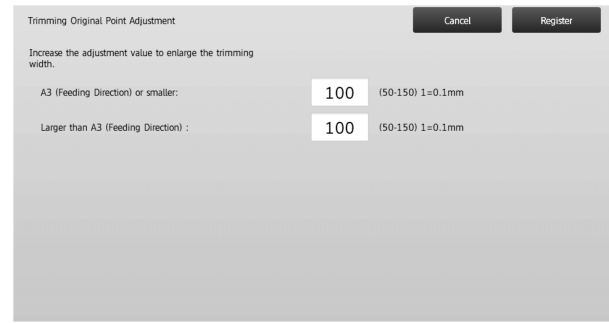 Trimming Original Point Adjustment
Cancel
Register
Increase the adjustment value to enlarge the trimming
width.
A3 (Feeding Direction) or smaller: 100 (50-150) 1=0.1mm
Larger than A3 (Feeding Direction) : 100 (50-150) 1=0.1mm